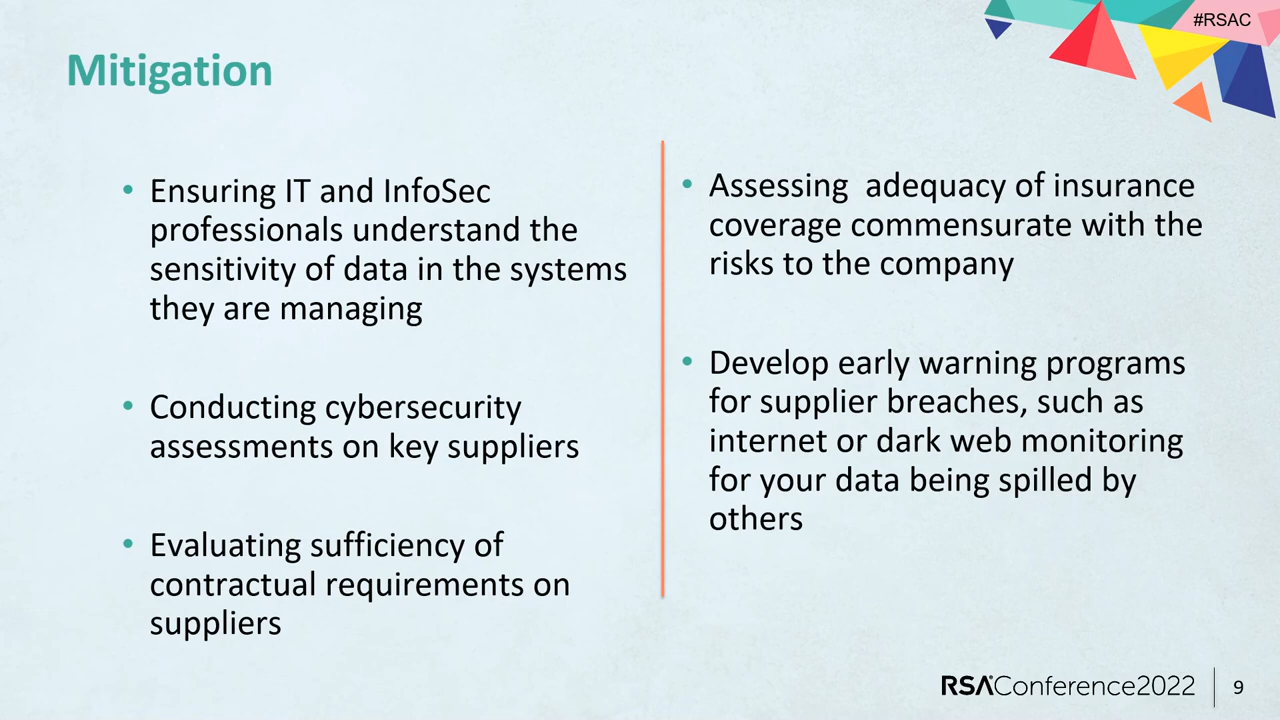 #RSAC
Mitigation
• Ensuring IT and InfoSec
professionals understand the
sensitivity of data in the systems
they are managing
• Conducting cybersecurity
assessments on key suppliers
• Evaluating sufficiency of
contractual requirements on
suppliers
• Assessing  adequacy of insurance
coverage commensurate with the
risks to the company
• Develop early warning programs
for supplier breaches, such as
internet or dark web monitoring
for your data being spilled by
others
RSAConference2022
9